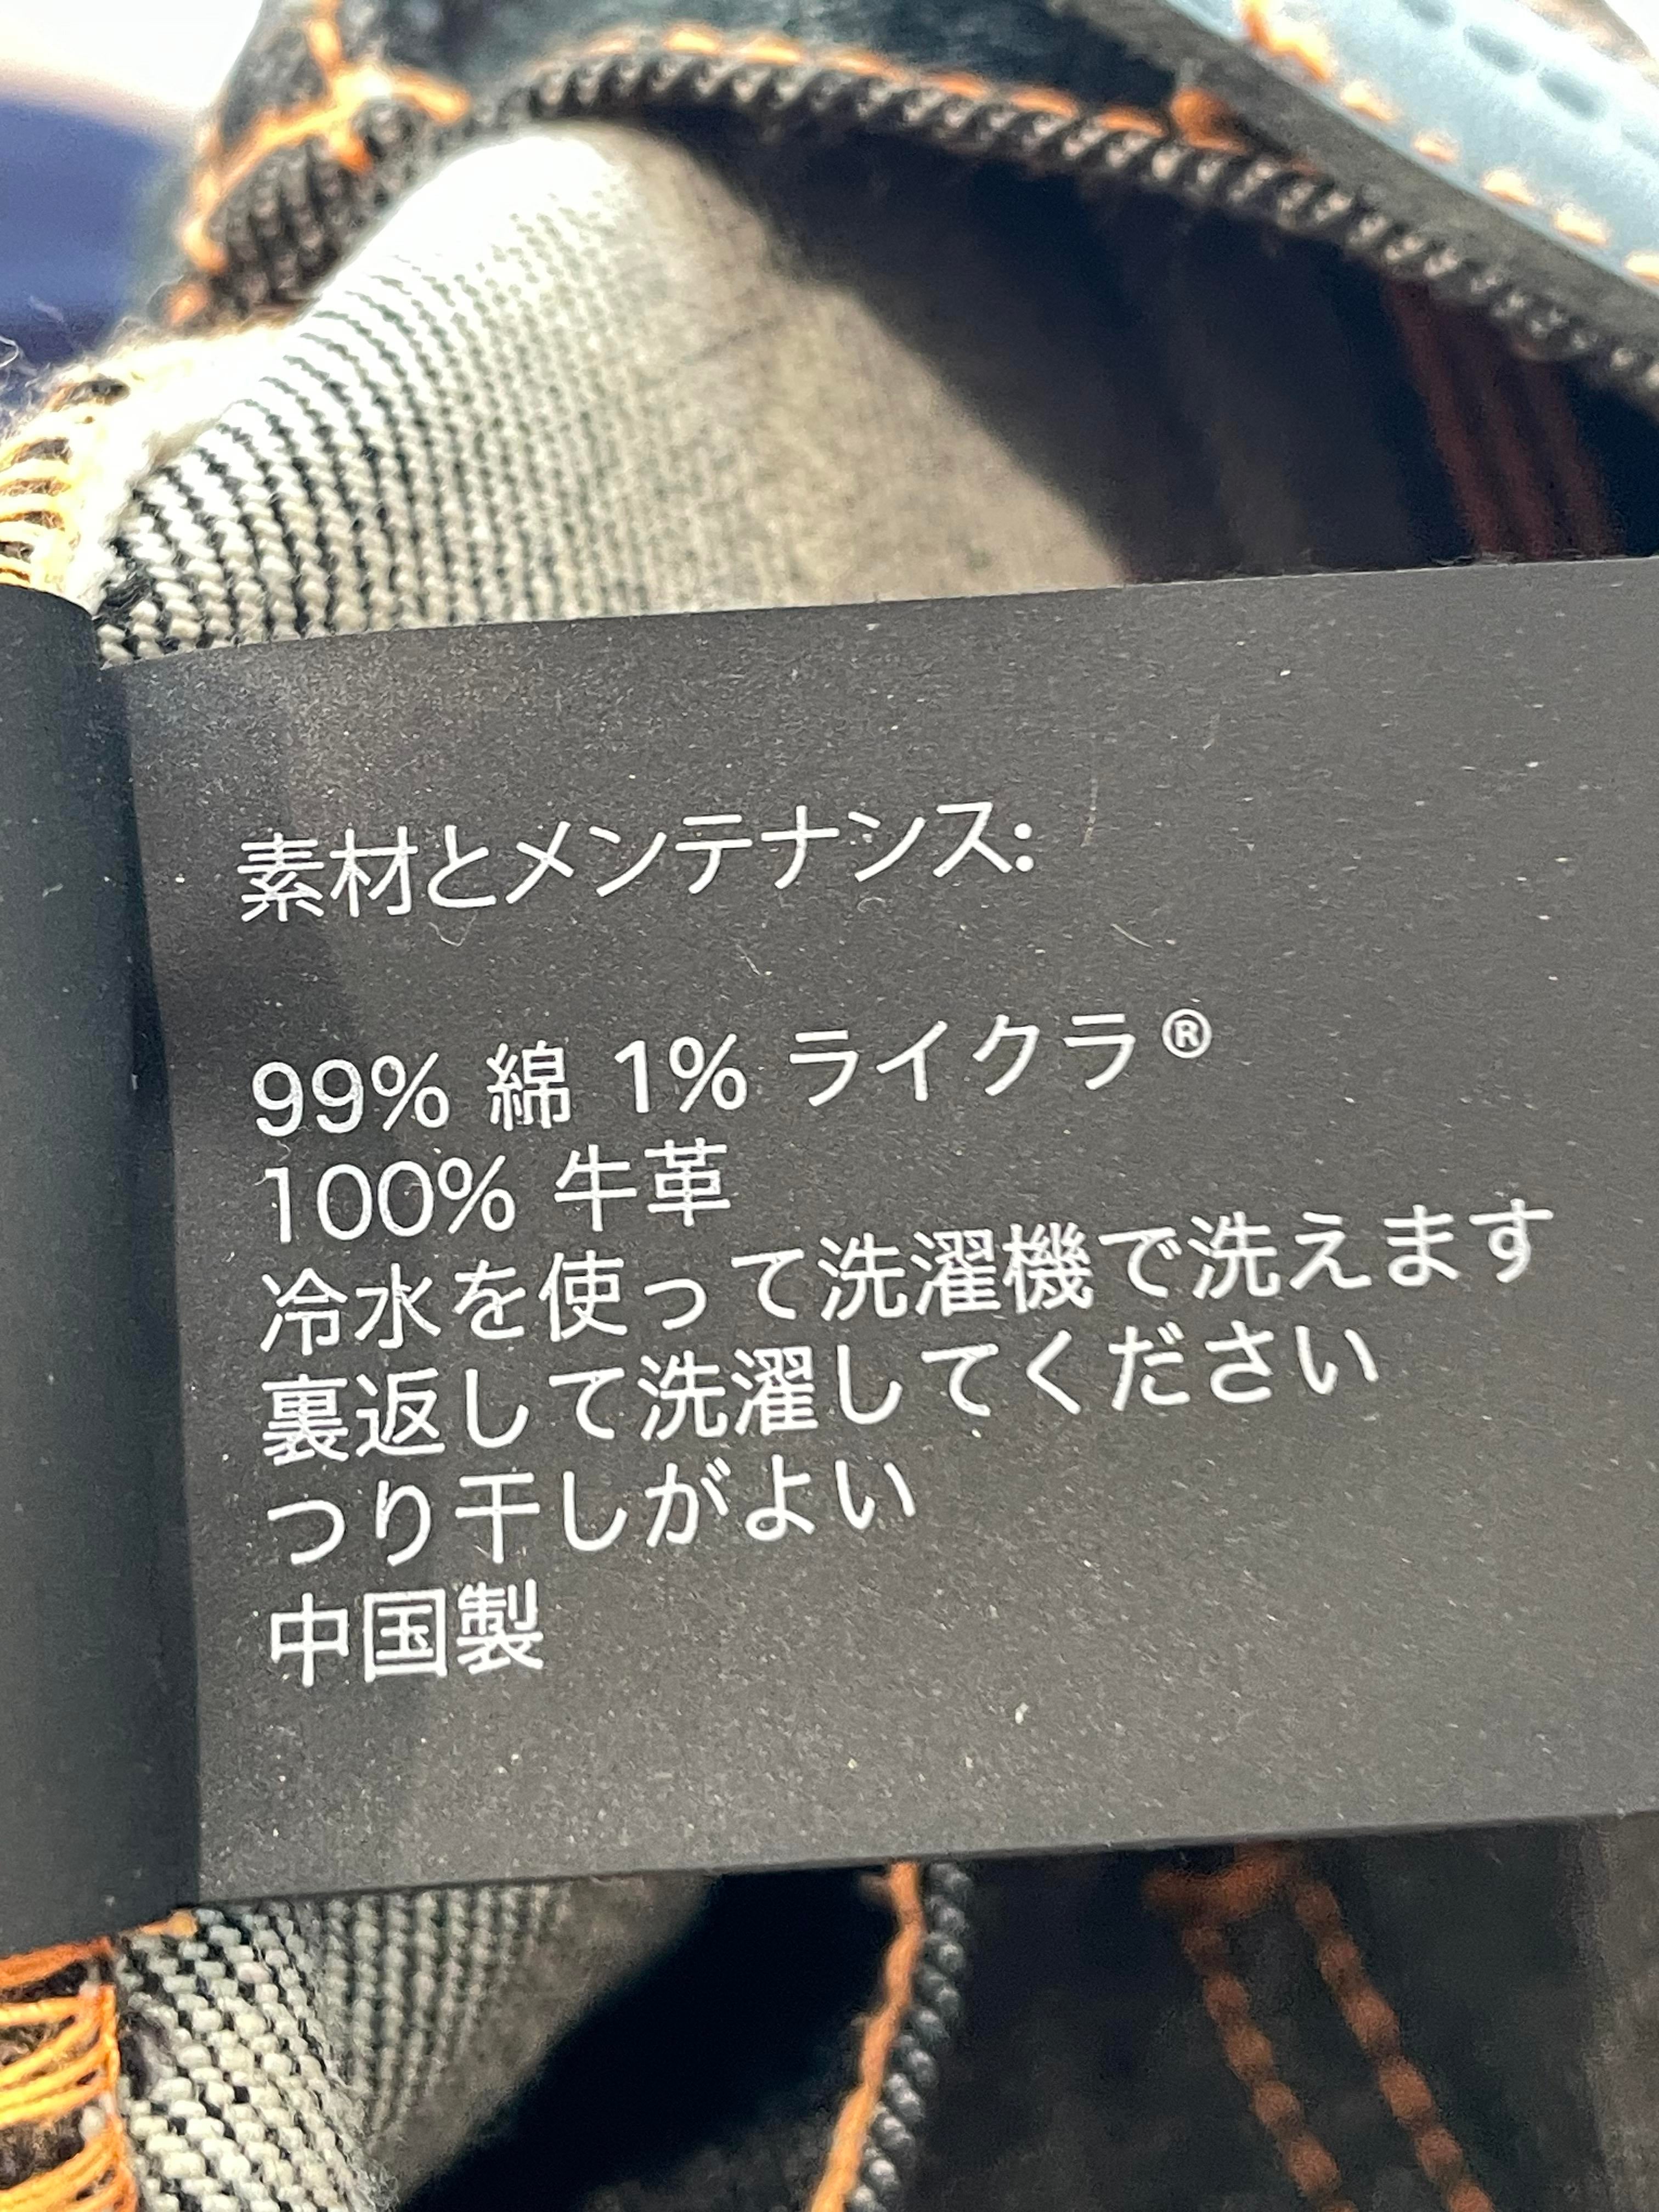 素材とメンテナンス:
99% 綿 1% ライクラ®
100% 牛革
冷水を使って洗濯機で洗えます
裏返して洗濯してください
つり干しがよい
中国製